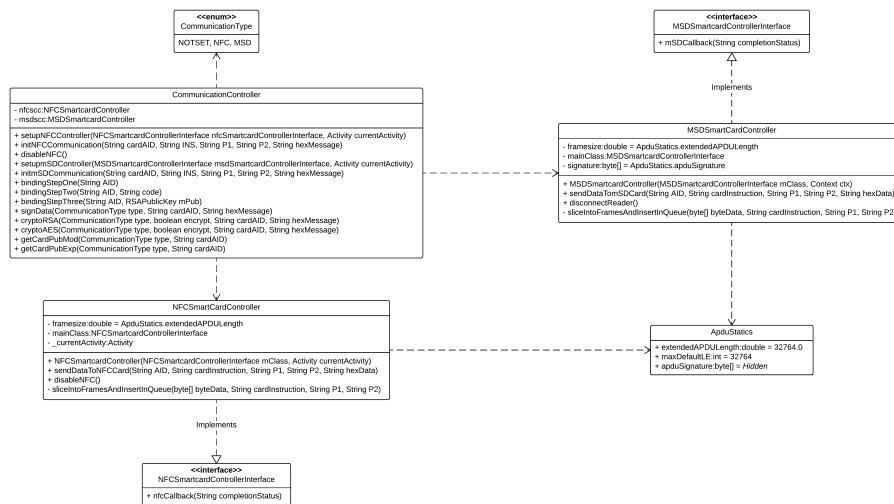 <<enum>>
CommunicationType
NOTSET, NFC, MSD
<<interface>>
MSDSmartcardControllerInterface
+ mSDCallback(String completionStatus)
Implements
CommunicationController
- nfcscc:NFCSmartcardController
- msdscc:MSDSmartcardController
+ setupNFCController(NFCSmartcardControllerInterface nfcSmartcardInterface, Activity currentActivity)
+ initNFCCommunication(String cardAID, String INS, String P1, String P2, String hexMessage)
+ disableNFC()
+ setupmSDController(MSDSmartcardControllerInterface msdSmartcardInterface, Activity currentActivity)
+ initmSDCommunication(String cardAID, String INS, String P1, String P2, String hexMessage)
+ bindingStepOne(String AID)
+ bindingStepTwo(String AID, String code)
+ bindingStepThree(String AID, RSAPublicKey mPub)
+ signData(CommunicationType type, String cardAID, String hexMessage)
+ cryptoRSA(CommunicationType type, boolean encrypt, String cardAID, String hexMessage)
+ cryptoAES(CommunicationType type, boolean encrypt, String cardAID, String hexMessage)
+ getCardPubMod(CommunicationType type, String cardAID)
+ getCardPubExp(CommunicationType type, String cardAID)
MSDSmartCardController
- framesize:double = ApduStatics.extendedAPDULength
- mainClass:MSDSmartcardControllerInterface
- signature:byte[] = ApduStatics.apduSignature
+ MSDSmartcardController(MSDSmartcardControllerInterface mClass, Context ctx)
+ sendDataTomSDCard(String AID, String cardInstruction, String P1, String P2, String hexData)
+ disconnectReader()
- sliceIntoFramesAndInsertInQueue(byte[] byteData, String cardInstruction, String P1, String P2
NFCSmartCardController
- framesize:double = ApduStatics.extendedAPDULength
- mainClass:NFCSmartcardControllerInterface
- _currentActivity:Activity
+ NFCSmartcardController(NFCSmartcardControllerInterface mClass, Activity currentActivity)
+ sendDataToNFCCard(String AID, String cardInstruction, String P1, String P2, String hexData)
+ disableNFC()
- sliceIntoFramesAndInsertInQueue(byte[] byteData, String cardInstruction, String P1, String P2)
ApduStatics
+ extendedAPDULength:double = 32764.0
+ maxDefaultLE:int = 32764
+ apduSignature:byte[] = Hidden
Implements
<<interface>>
NFCSmartcardControllerInterface
+ nfcCallback(String completionStatus)